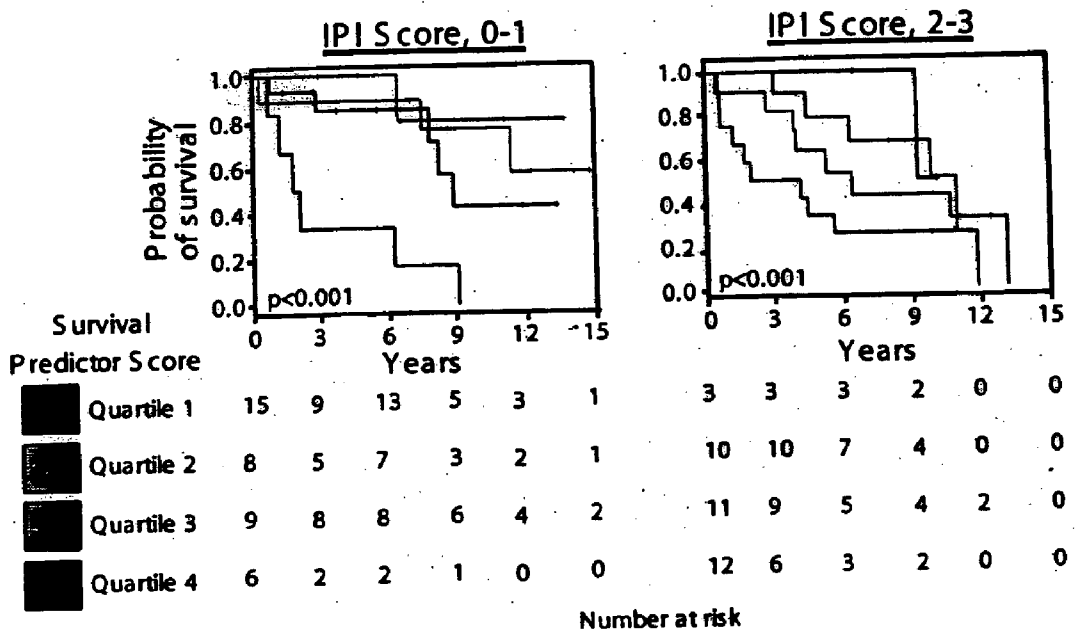 IPI Score, 0-1
IPI Score, 2-3
Probability
of survival
1.0
0.8
0.6
0.4
0.2
0.0
p<0.001
0 3 6 9 12 15
Years
1.0
0.8
0.6
0.4
0.2
0.0
p<0.001
0 3 6 9 12 15
Years
Survival
Predictor Score
Quartile 1 15 9 13 5 3 1 3 3 3 2 0 0
Quartile 2 8 5 7 3 2 1 10 10 7 4 0 0
Quartile 3 9 8 8 6 4 2 11 9 5 4 2 0
Quartile 4 6 2 2 1 0 0 12 6 3 2 0 0
Number at risk